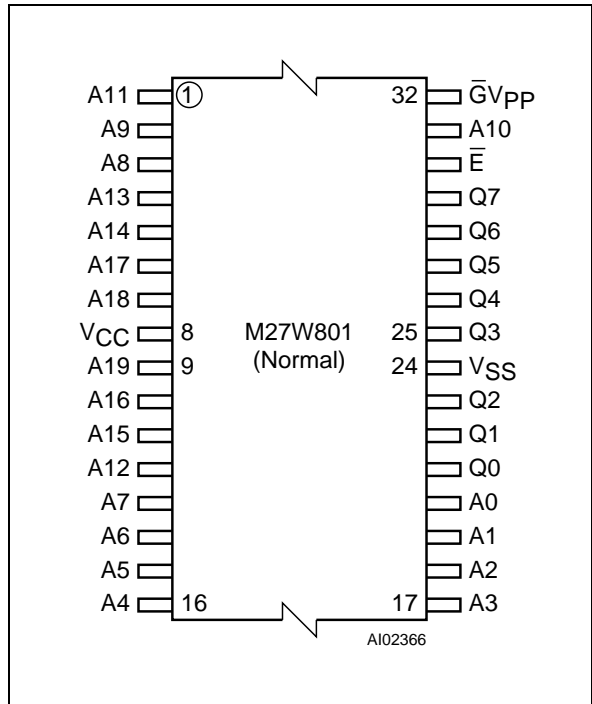 A11 1 32 G̅VPP
A9 A10
A8 E̅
A13 Q7
A14 Q6
A17 Q5
A18 Q4
VCC 8 M27W801 25 Q3
A19 9 (Normal) 24 VSS
A16 Q2
A15 Q1
A12 Q0
A7 A0
A6 A1
A5 A2
A4 16 17 A3
AI02366